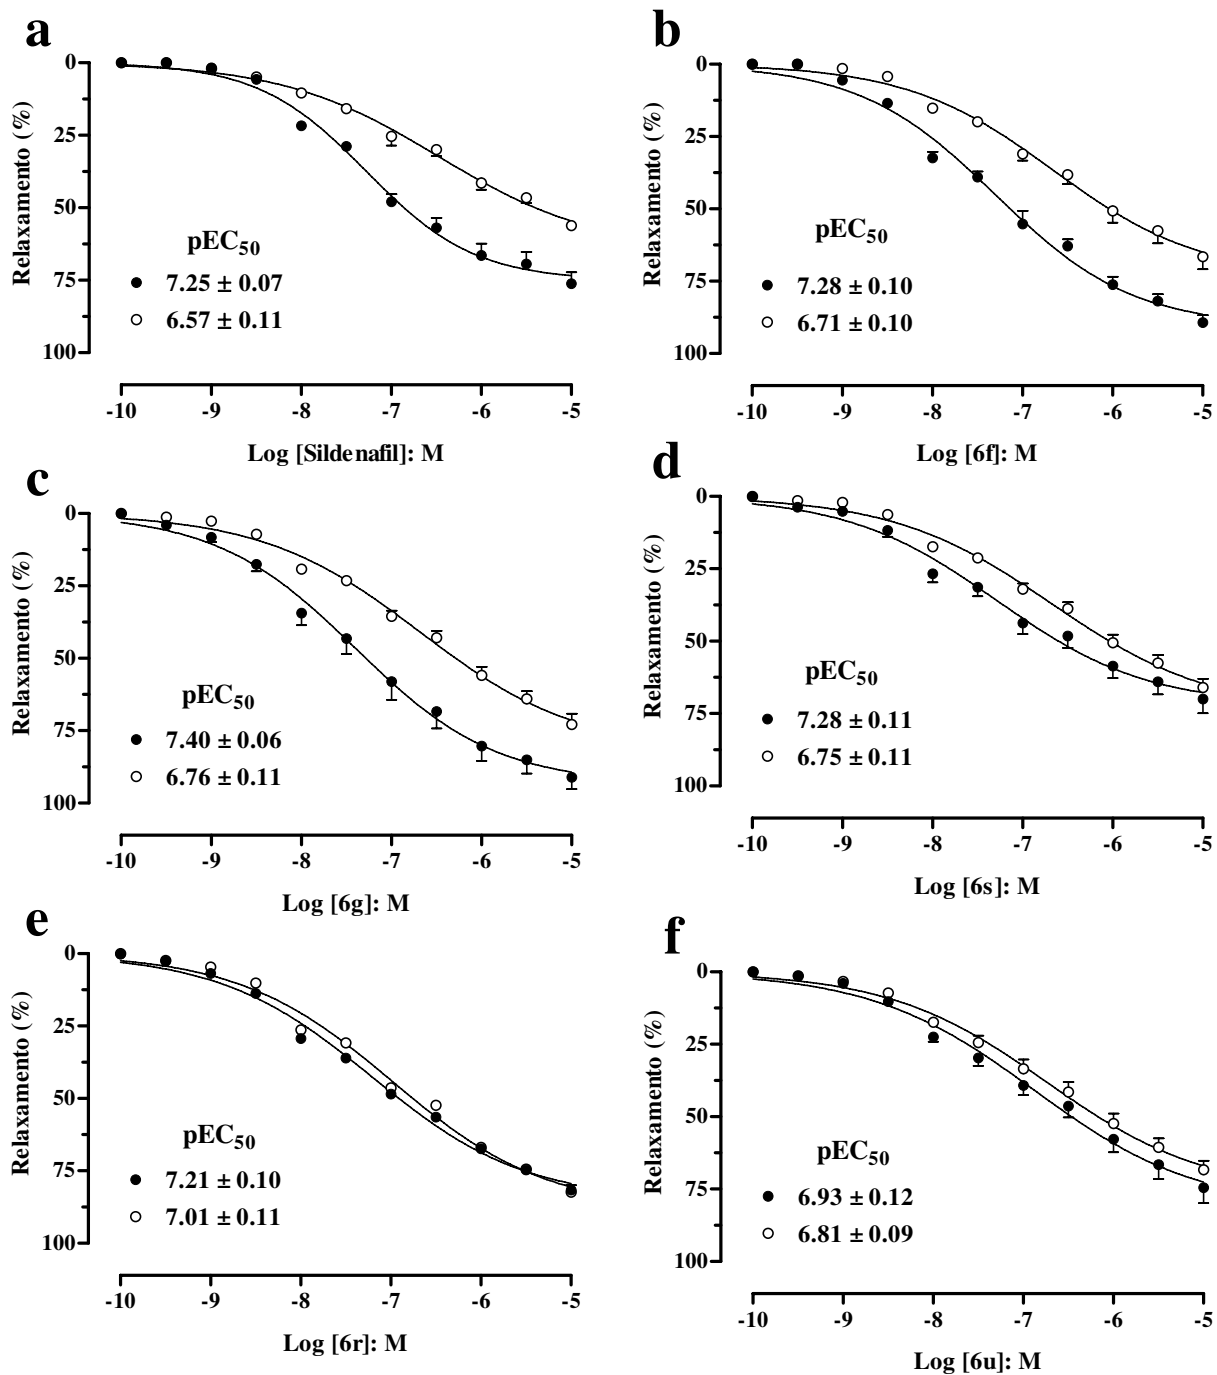 a
0
25
50
75
100
Relaxamento (%)
pEC50
7.25 ± 0.07
6.57 ± 0.11
-10 -9 -8 -7 -6 -5
Log [Sildenafil]: M
b
0
25
50
75
100
Relaxamento (%)
pEC50
7.28 ± 0.10
6.71 ± 0.10
-10 -9 -8 -7 -6 -5
Log [6f]: M
c
0
25
50
75
100
Relaxamento (%)
pEC50
7.40 ± 0.06
6.76 ± 0.11
-10 -9 -8 -7 -6 -5
Log [6g]: M
d
0
25
50
75
100
Relaxamento (%)
pEC50
7.28 ± 0.11
6.75 ± 0.11
-10 -9 -8 -7 -6 -5
Log [6s]: M
e
0
25
50
75
100
Relaxamento (%)
pEC50
7.21 ± 0.10
7.01 ± 0.11
-10 -9 -8 -7 -6 -5
Log [6r]: M
f
0
25
50
75
100
Relaxamento (%)
pEC50
6.93 ± 0.12
6.81 ± 0.09
-10 -9 -8 -7 -6 -5
Log [6u]: M